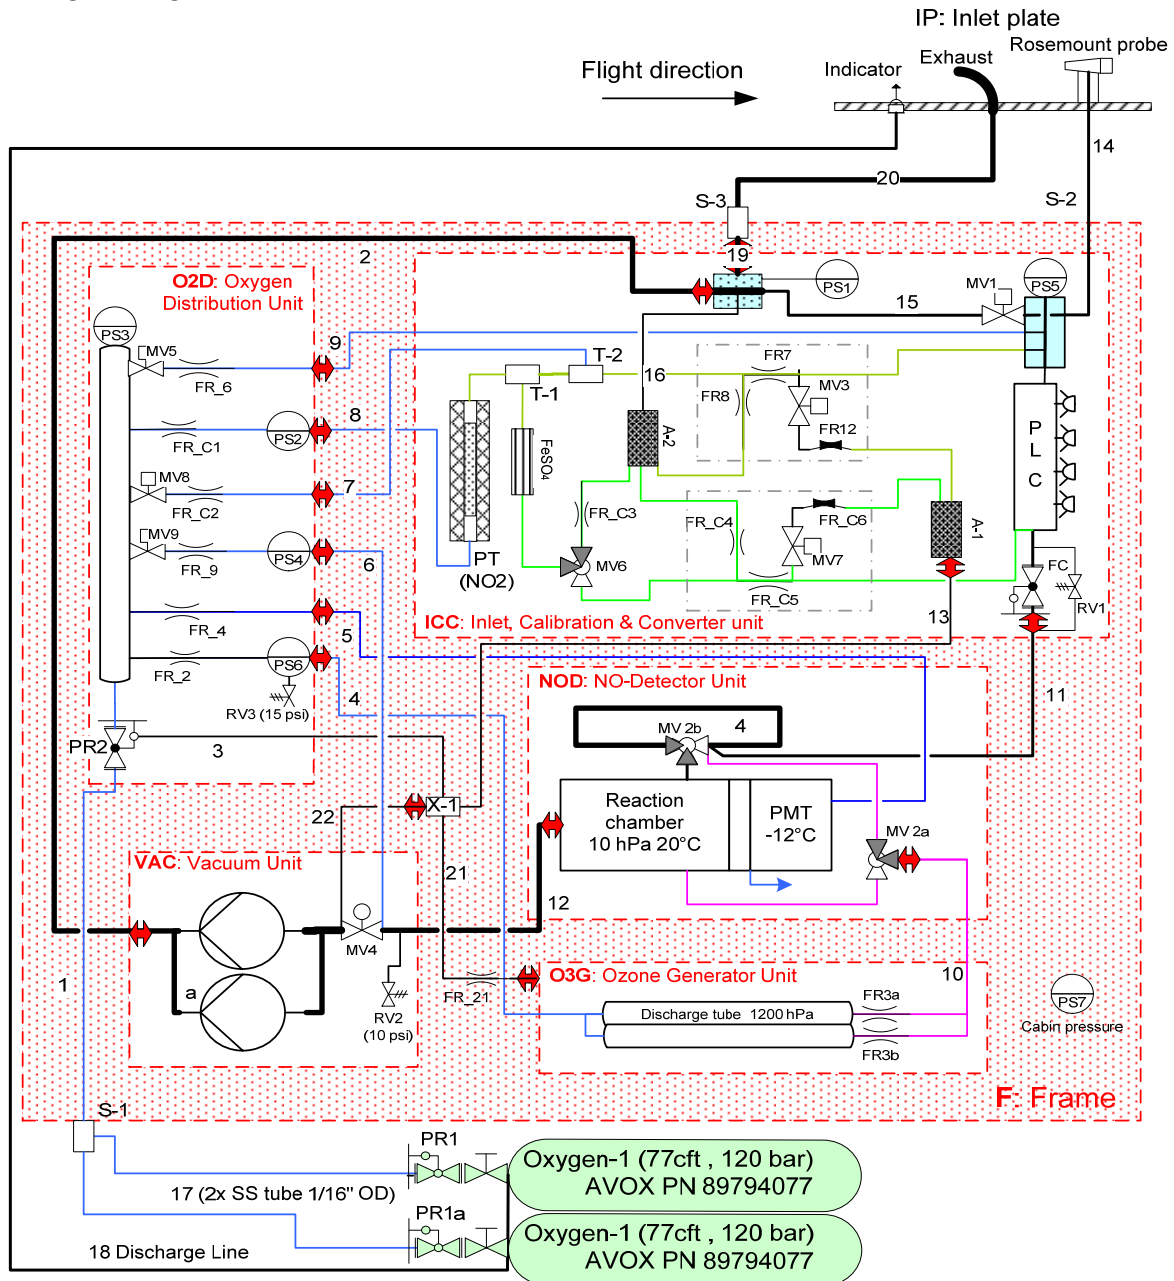 IP: Inlet plate
Rosemount probe
Exhaust
Indicator
Flight direction
14
20
S-3
S-2
2
19
O2D: Oxygen
Distribution Unit
PS3
PS1
MV1
PS5
15
9
MV5
FR_6
T-2
T-1
16
FR7
FR8
MV3
FR12
8
FR_C1
PS2
FeSO4
A-2
PLC
MV8
FR_C2
7
FR_C3
FR_C4
FR_C6
A-1
MV9
FR_9
PS4
6
PT
(NO2)
MV6
MV7
FC
RV1
FR_C5
FR_4
5
13
ICC: Inlet, Calibration & Converter unit
FR_2
PS6
RV3 (15 psi)
4
NOD: NO-Detector Unit
11
PR2
3
MV 2b
4
22
X-1
Reaction
chamber
10 hPa 20°C
PMT
-12°C
MV 2a
VAC: Vacuum Unit
21
12
MV4
1
a
FR_21
O3G: Ozone Generator Unit
10
RV2
(10 psi)
Discharge tube 1200 hPa
FR3a
FR3b
PS7
Cabin pressure
F: Frame
S-1
PR1
Oxygen-1 (77cft , 120 bar)
AVOX PN 89794077
17 (2x SS tube 1/16" OD)
PR1a
Oxygen-1 (77cft , 120 bar)
AVOX PN 89794077
18 Discharge Line